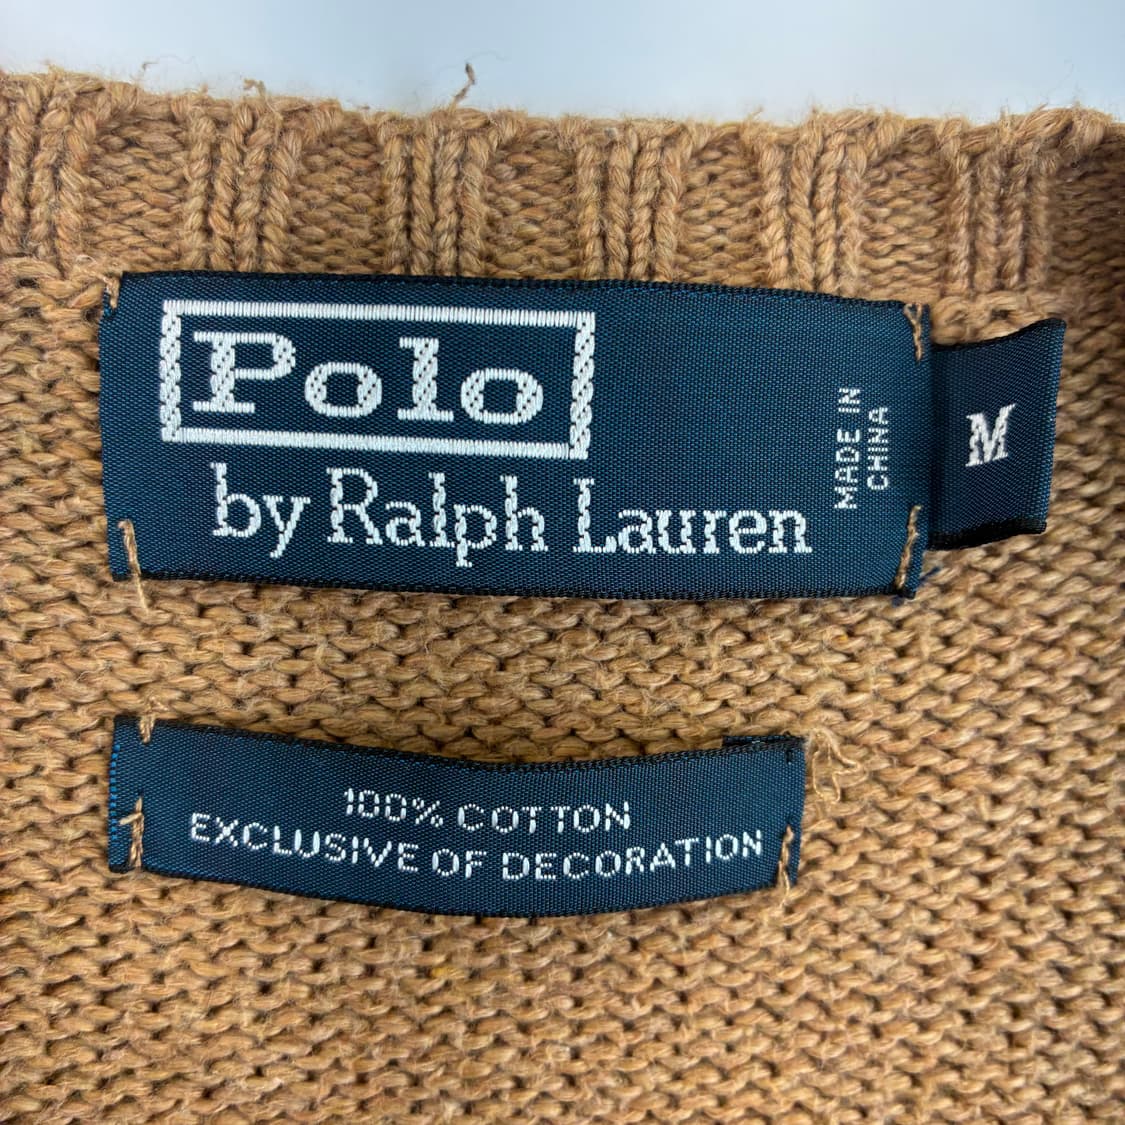 Polo
by Ralph Lauren
MADE IN
CHINA
M
100% COTTON
EXCLUSIVE OF DECORATION